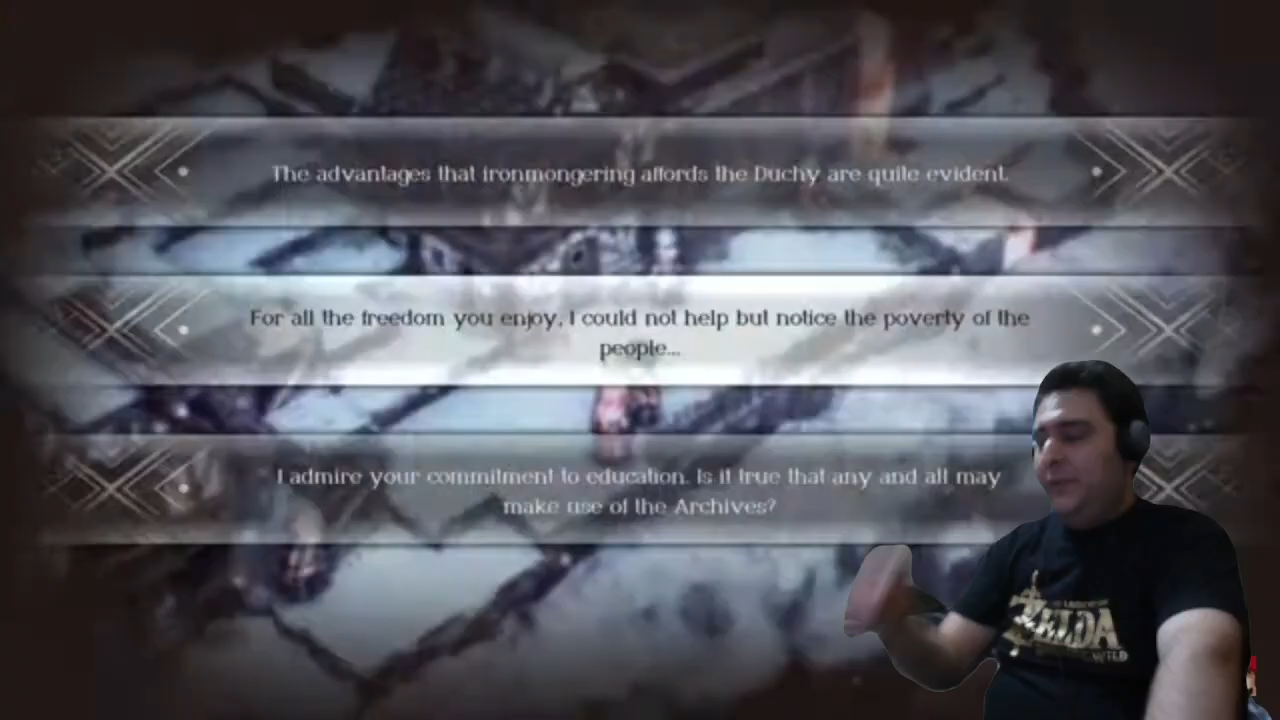 The advantages that ironmongering affords the Duchy are quite evident.
For all the freedom you enjoy, I could not help but notice the poverty of the
people...
I admire your commitment to education. Is it true that any and all may
make use of the Archives?
ZELDA